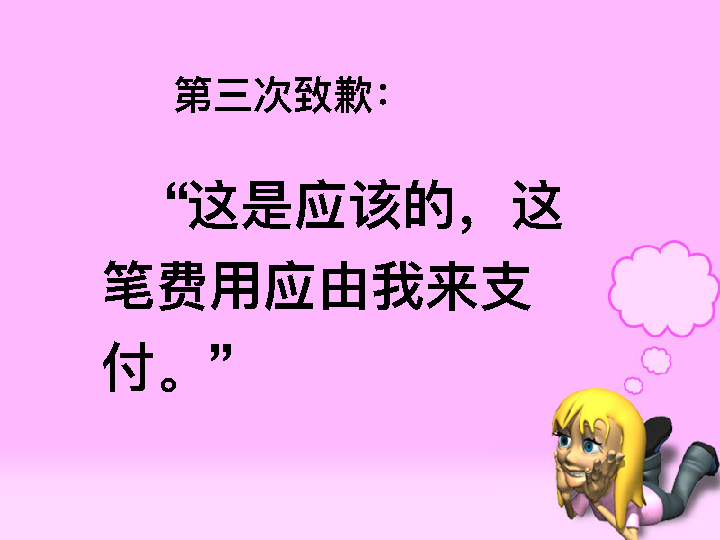 第三次致歉：
“这是应该的，这
笔费用应由我来支
付。”